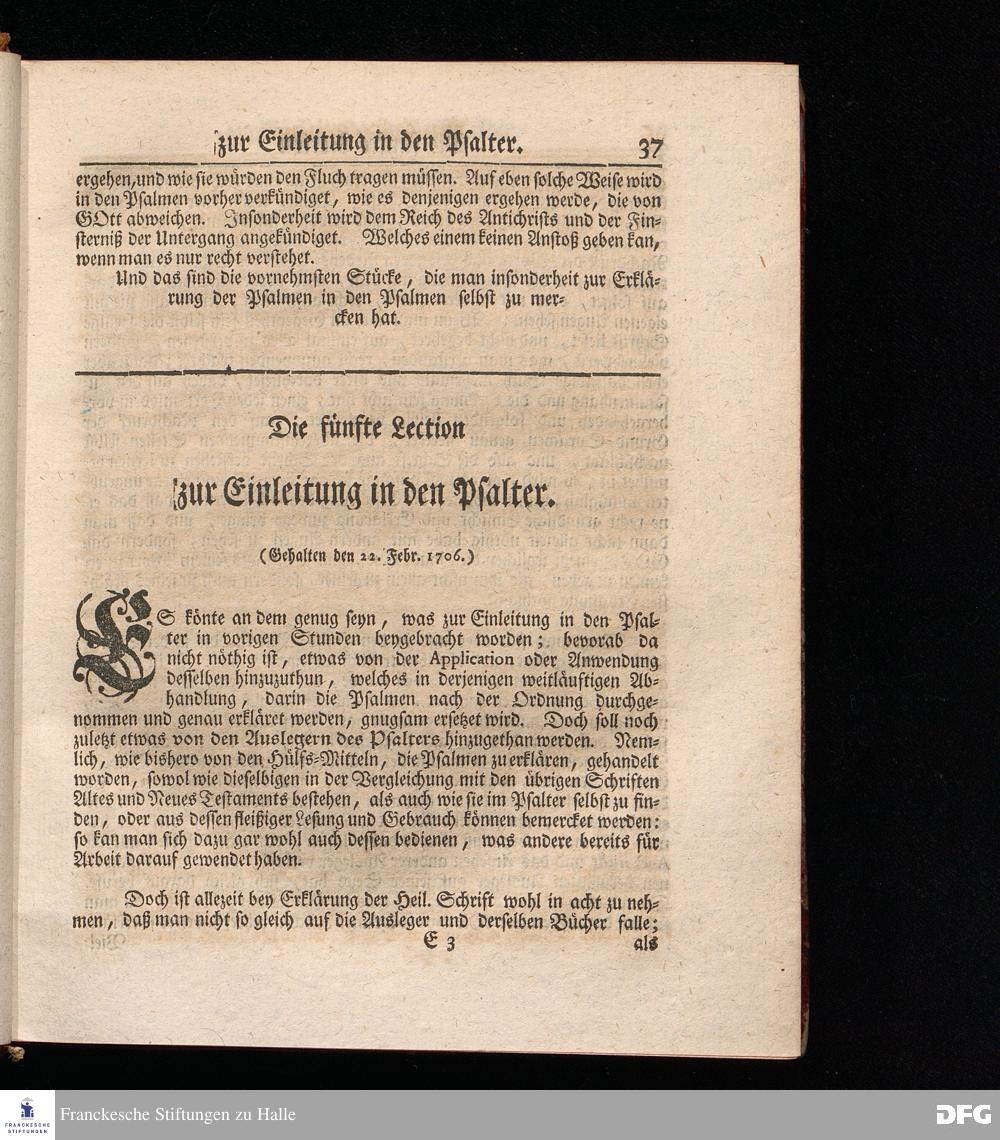 zur Einleitung in den Psalter. 37
ergehen, und wie sie würden den Fluch tragen müssen. Auf eben solche Weise wird
in den Psalmen vorher verkündiget, wie es denjenigen ergehen werde, die von
GOtt abweichen. Insonderheit wird dem Reich des Antichrists und der Fin-
sterniß der Untergang angekündiget. Welches einem keinen Anstoß geben kan,
wenn man es nur recht verstehet.
Und das sind die vornehmsten Stücke, die man insonderheit zur Erklä-
rung der Psalmen in den Psalmen selbst zu mer-
cken hat.
Die fünfte Lection
zur Einleitung in den Psalter.
(Gehalten den 22. Febr. 1706.)
ES könte an dem genug seyn, was zur Einleitung in den Psal-
ter in vorigen Stunden beygebracht worden; bevorab da
nicht nöthig ist, etwas von der Application oder Anwendung
desselben hinzuzuthun, welches in derjenigen weitläuftigen Ab-
handlung, darin die Psalmen nach der Ordnung durchge-
nommen und genau erkläret werden, gnugsam ersetzet wird. Doch soll noch
zuletzt etwas von den Auslegern des Psalters hinzugethan werden. Nem-
lich, wie bishero von den Hülfs-Mitteln, die Psalmen zu erklären, gehandelt
worden, sowol wie dieselbigen in der Vergleichung mit den übrigen Schriften
Altes und Neues Testaments bestehen, als auch wie sie im Psalter selbst zu fin-
den, oder aus dessen fleißiger Lesung und Gebrauch können bemercket werden:
so kan man sich dazu gar wohl auch dessen bedienen, was andere bereits für
Arbeit darauf gewendet haben.
Doch ist allezeit bey Erklärung der Heil. Schrift wohl in acht zu neh-
men, daß man nicht so gleich auf die Ausleger und derselben Bücher falle;
E 3 als
Franckesche Stiftungen zu Halle
FRANCKESCHE
STIFTUNGEN
DFG